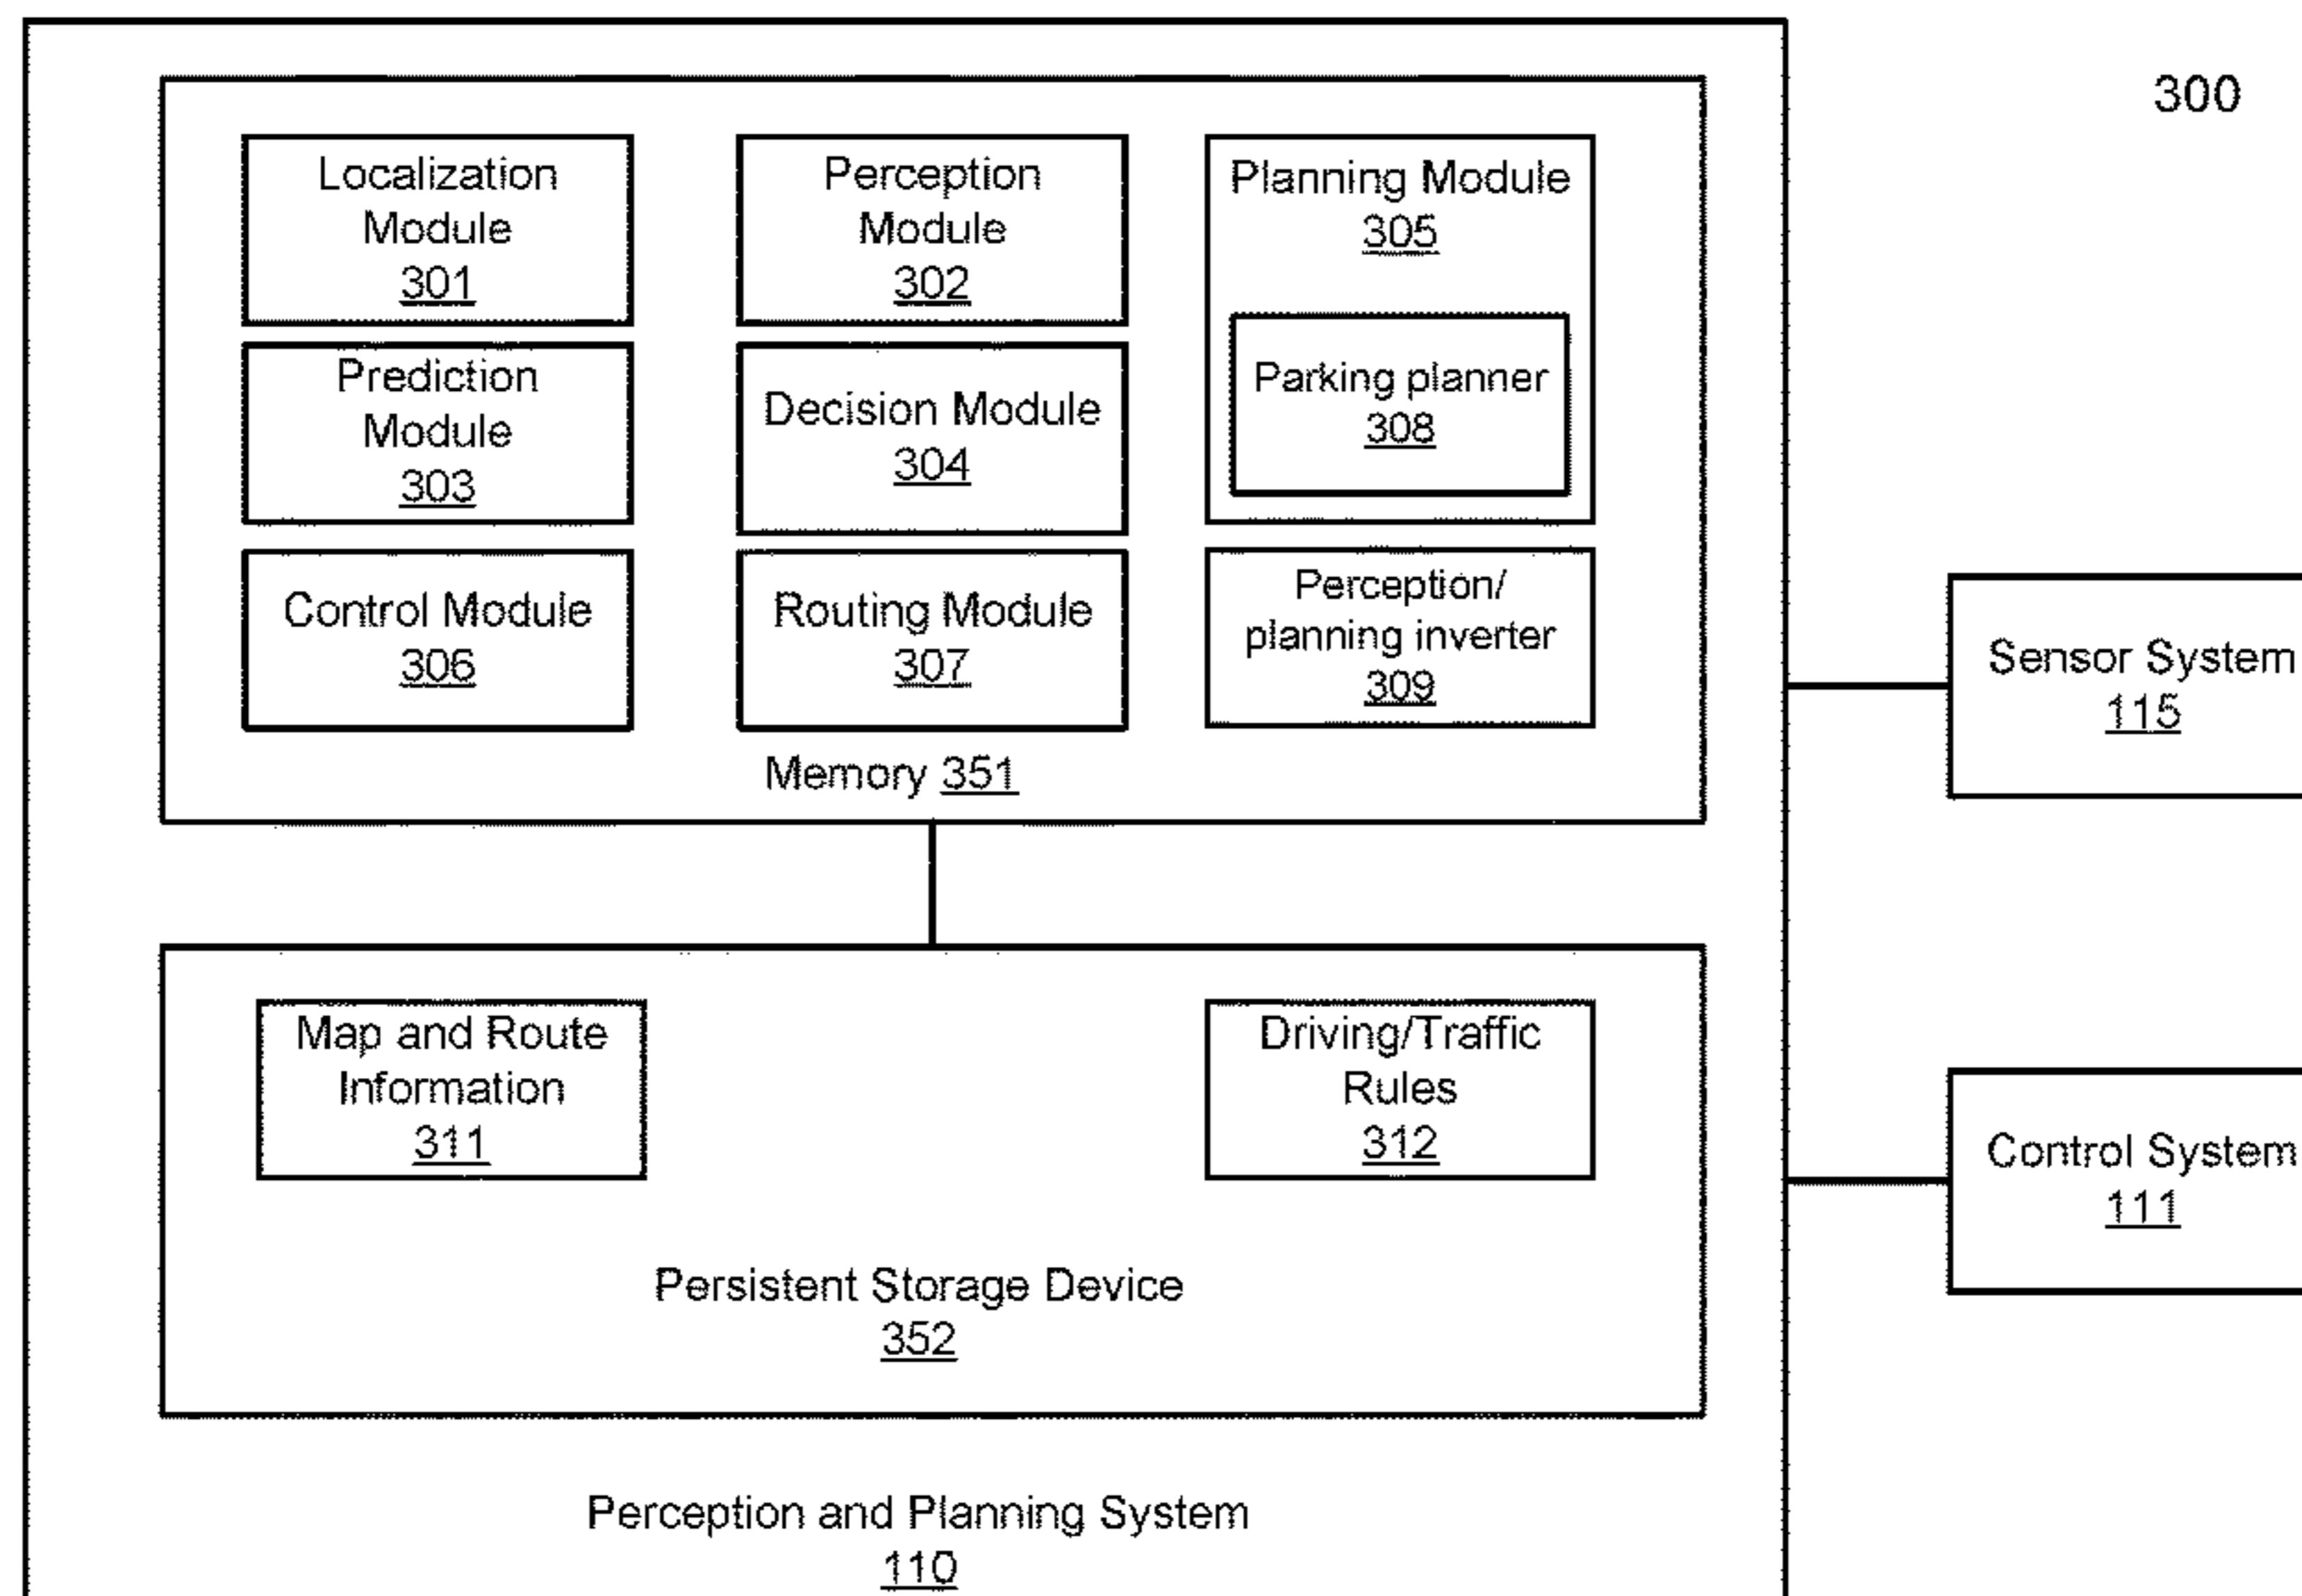 300
Localization
Module
301
Perception
Module
302
Planning Module
305
Parking planner
308
Prediction
Module
303
Decision Module
304
Control Module
306
Routing Module
307
Perception/
planning inverter
309
Memory 351
Sensor System
115
Map and Route
Information
311
Driving/Traffic
Rules
312
Persistent Storage Device
352
Control System
111
Perception and Planning System
110